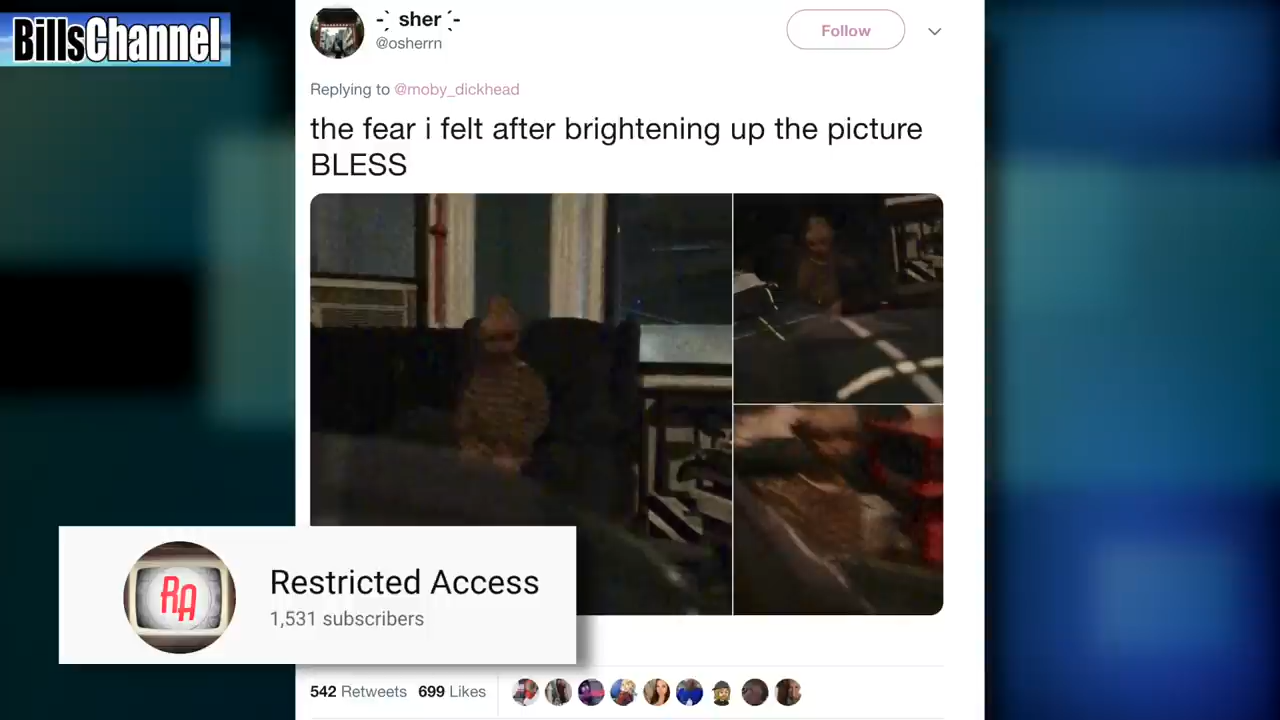 BillsChannel
-ˋ sher ˊ-
@osherrn
Follow
Replying to @moby_dickhead
the fear i felt after brightening up the picture
BLESS
RA
Restricted Access
1,531 subscribers
542 Retweets 699 Likes